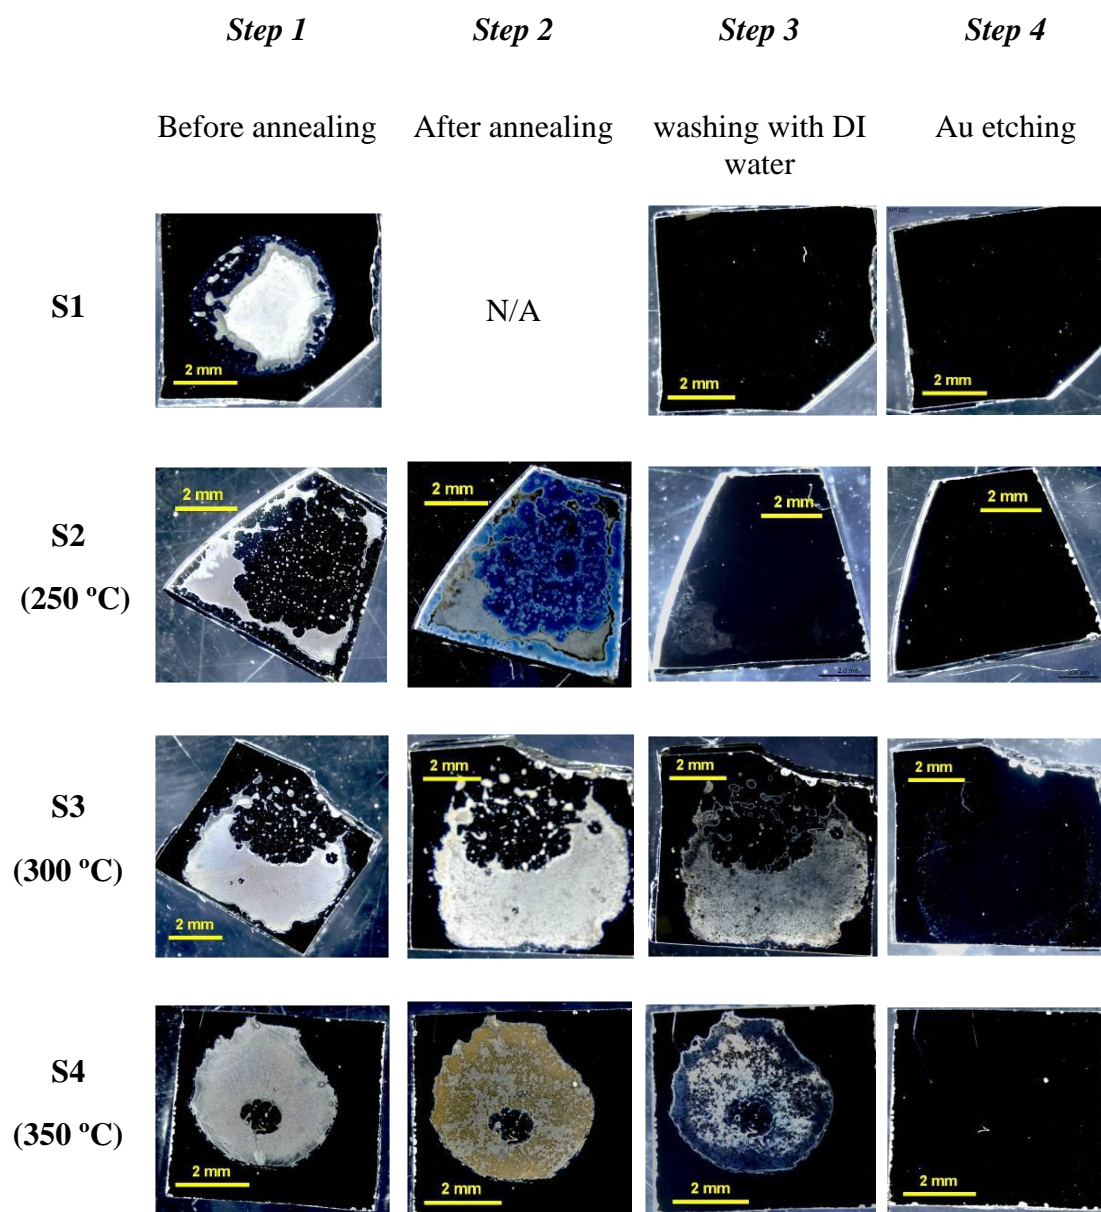 Step 1 Step 2 Step 3 Step 4
Before annealing After annealing washing with DI Au etching
water
S1
2 mm
N/A
2 mm
2 mm
S2
(250 ºC)
2 mm
2 mm
2 mm
2.0 mm
2 mm
S3
(300 ºC)
2 mm
2 mm
2 mm
2 mm
S4
(350 ºC)
2 mm
2 mm
2 mm
2 mm